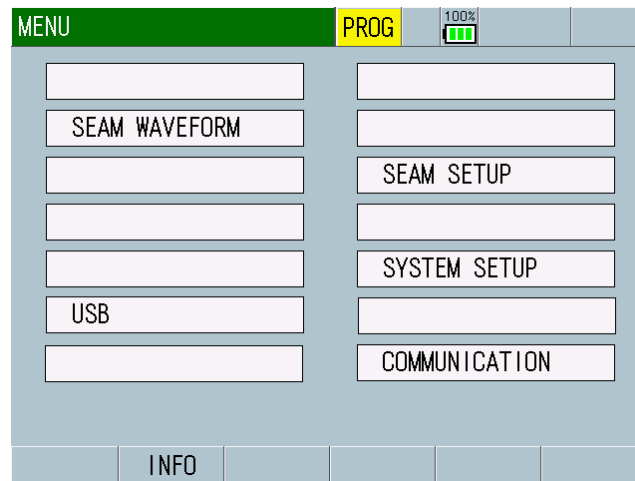 MENU PROG 100%
SEAM WAVEFORM
SEAM SETUP
SYSTEM SETUP
USB
COMMUNICATION
INFO